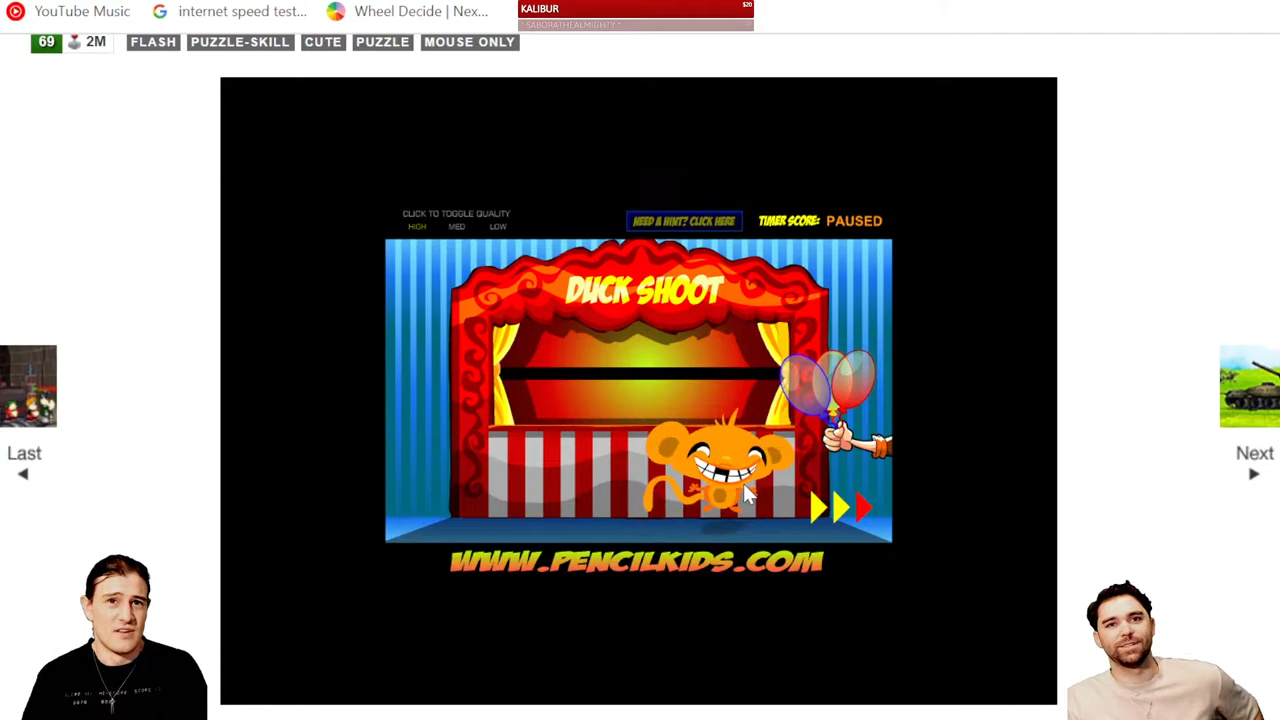 YouTube Music
internet speed test...
Wheel Decide | Nex...
KALIBUR
$20
* SABORATHEALMIGHTY *
69
2M
FLASH
PUZZLE-SKILL
CUTE
PUZZLE
MOUSE ONLY
CLICK TO TOGGLE QUALITY
HIGH MED LOW
NEED A HINT? CLICK HERE
TIMER SCORE: PAUSED
DUCK SHOOT
Last
Next
WWW.PENCILKIDS.COM